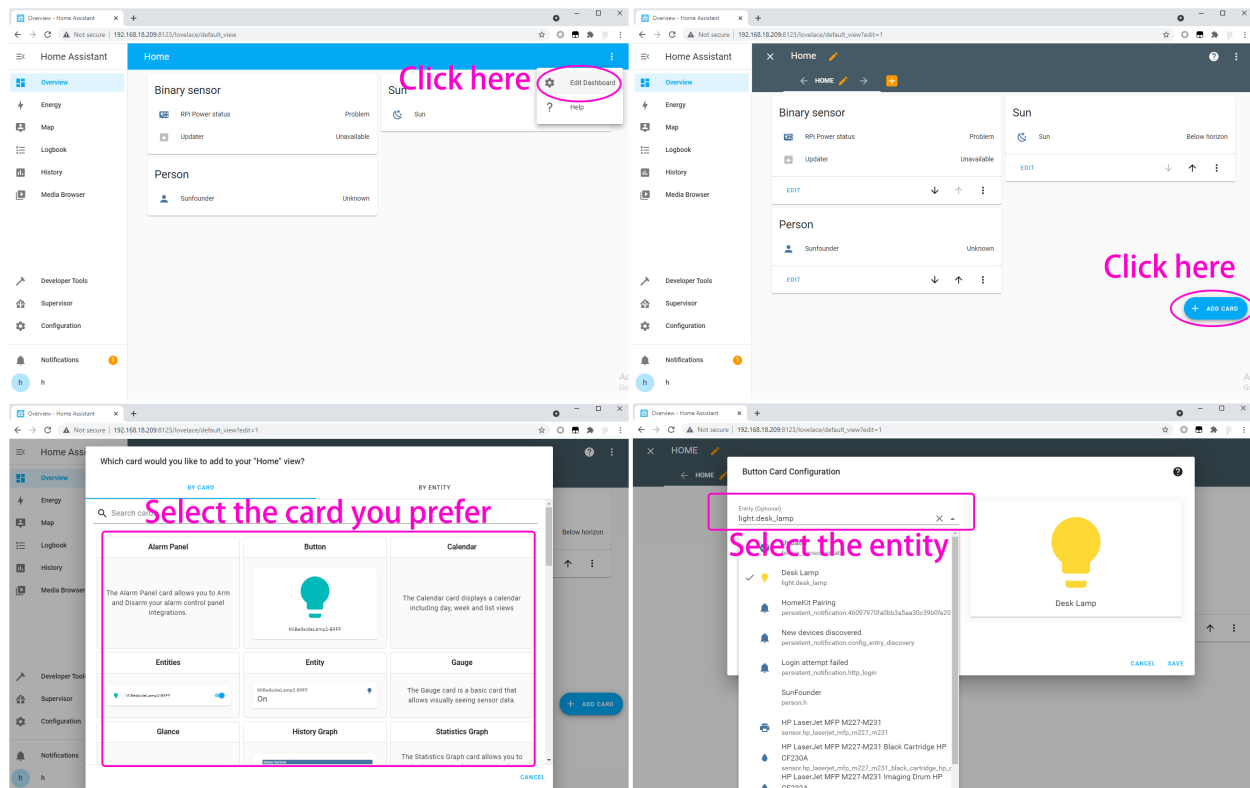 Overview - Home Assistant
Not secure | 192.168.18.209:8123/lovelace/default_view
Home Assistant
Home
Overview
Energy
Map
Logbook
History
Media Browser
Developer Tools
Supervisor
Configuration
Notifications
1
h
h
Binary sensor
RPi Power status
Problem
Updater
Unavailable
Person
Sunfounder
Unknown
Sun
Sun
Click here
Edit Dashboard
Help
Overview - Home Assistant
Not secure | 192.168.18.209:8123/lovelace/default_view?edit=1
Home Assistant
Home
HOME
Overview
Energy
Map
Logbook
History
Media Browser
Developer Tools
Supervisor
Configuration
Notifications
1
h
h
Binary sensor
RPi Power status
Problem
Updater
Unavailable
EDIT
Person
Sunfounder
Unknown
EDIT
Sun
Sun
Below horizon
EDIT
Click here
+ ADD CARD
Overview - Home Assistant
Not secure | 192.168.18.209:8123/lovelace/default_view?edit=1
Home Assi
Overview
Energy
Map
Logbook
History
Media Browser
Developer Tool
Supervisor
Configuration
Notifications
h
h
Which card would you like to add to your "Home" view?
BY CARD
BY ENTITY
Search car
Select the card you prefer
Alarm Panel
The Alarm Panel card allows you to Arm
and Disarm your alarm control panel
integrations.
Button
MiBedsideLamp2-B9FF
Calendar
The Calendar card displays a calendar
including day, week and list views
Entities
MiBedsideLamp2-B9FF
Entity
MiBedsideLamp2-B9FF
On
Gauge
The Gauge card is a basic card that
allows visually seeing sensor data.
Glance
History Graph
Statistics Graph
The Statistics Graph card allows you to
CANCEL
Below horizon
+ ADD CARD
Overview - Home Assistant
Not secure | 192.168.18.209:8123/lovelace/default_view?edit=1
HOME
HOME
Button Card Configuration
Entity (Optional)
light.desk_lamp
Select the entity
Desk Lamp
light.desk_lamp
HomeKit Pairing
persistent_notification.46097970fa0bb3a5aa30c39b0fe20
New devices discovered
persistent_notification.config_entry_discovery
Login attempt failed
persistent_notification.http_login
SunFounder
person.h
HP LaserJet MFP M227-M231
sensor.hp_laserjet_mfp_m227_m231
HP LaserJet MFP M227-M231 Black Cartridge HP
CF230A
sensor.hp_laserjet_mfp_m227_m231_black_cartridge_hp_c
HP LaserJet MFP M227-M231 Imaging Drum HP
CF232A
Desk Lamp
CANCEL
SAVE